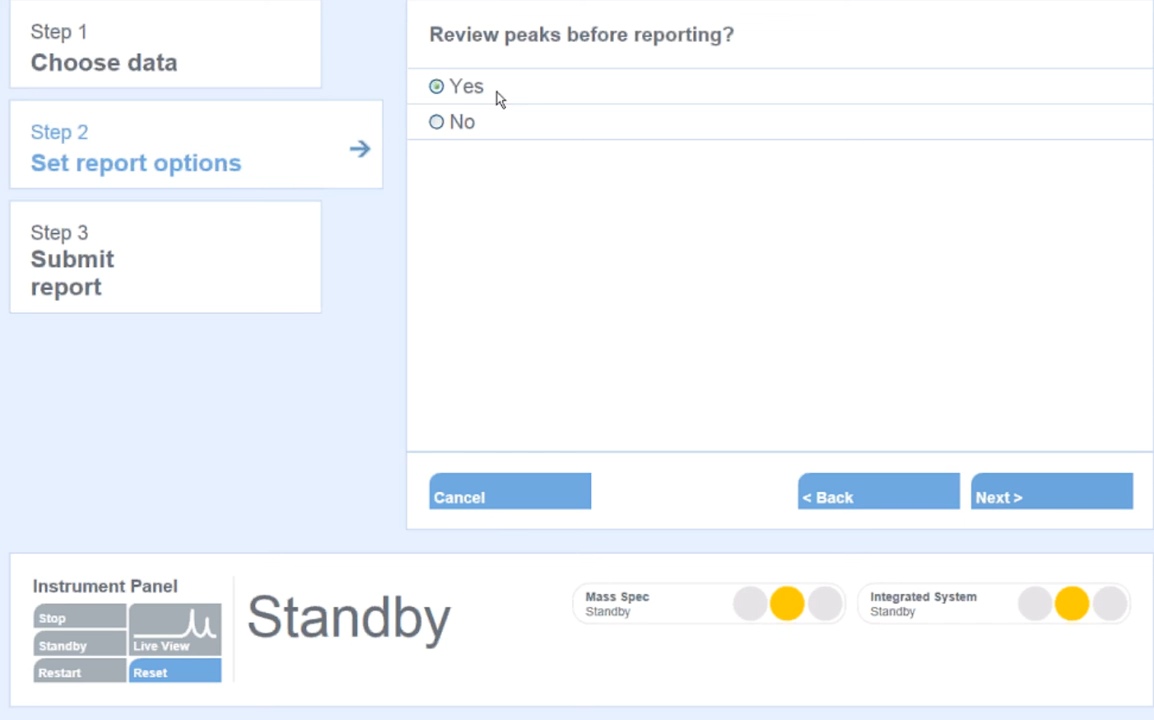 Step 1
Choose data
Step 2
Set report options
Step 3
Submit
report
Review peaks before reporting?
Yes
No
Cancel
< Back
Next >
Instrument Panel
Stop
Standby
Live View
Restart
Reset
Standby
Mass Spec
Standby
Integrated System
Standby